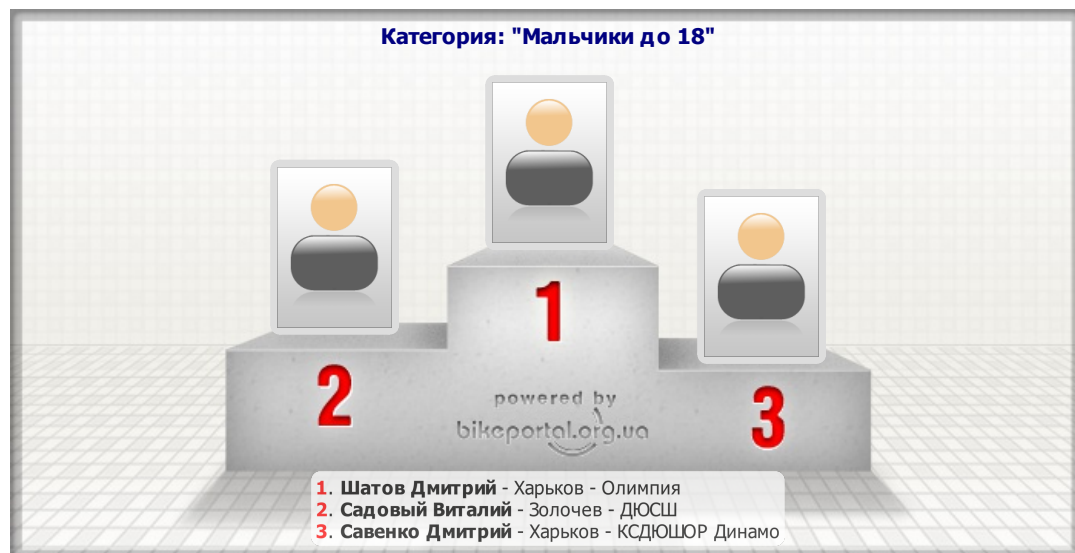 Категория: "Мальчики до 18"
1
2
3
powered by
bikeportal.org.ua
1. Шатов Дмитрий - Харьков - Олимпия
2. Садовый Виталий - Золочев - ДЮСШ
3. Савенко Дмитрий - Харьков - КСДЮШОР Динамо